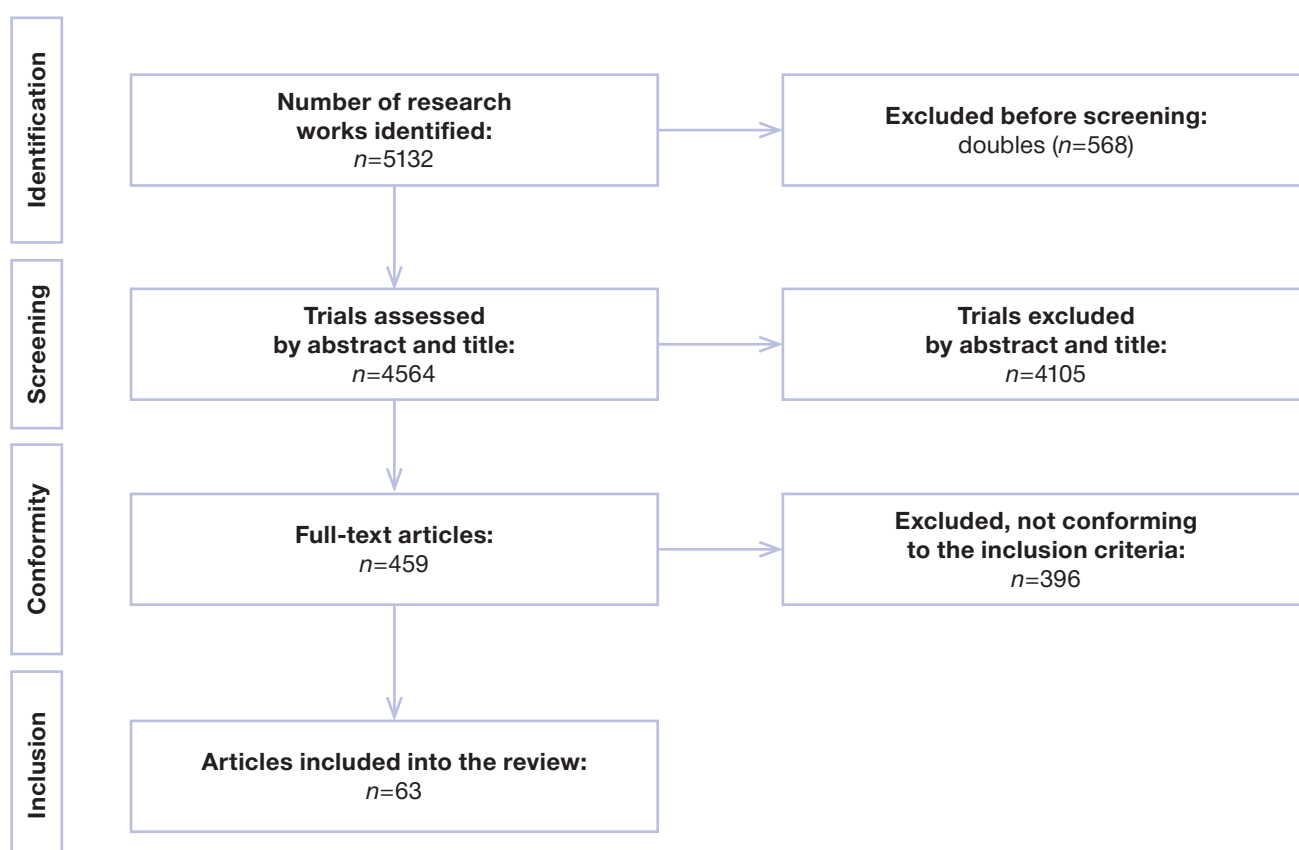 Identification
Number of research
works identified:
n=5132
Excluded before screening:
doubles (n=568)
Screening
Trials assessed
by abstract and title:
n=4564
Trials excluded
by abstract and title:
n=4105
Conformity
Full-text articles:
n=459
Excluded, not conforming
to the inclusion criteria:
n=396
Inclusion
Articles included into the review:
n=63